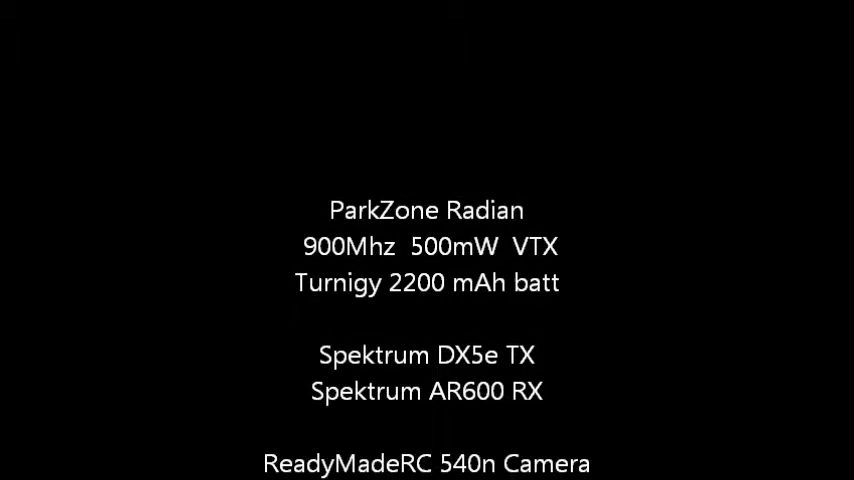 ParkZone Radian
900Mhz  500mW  VTX
Turnigy 2200 mAh batt
Spektrum DX5e TX
Spektrum AR600 RX
ReadyMadeRC 540n Camera